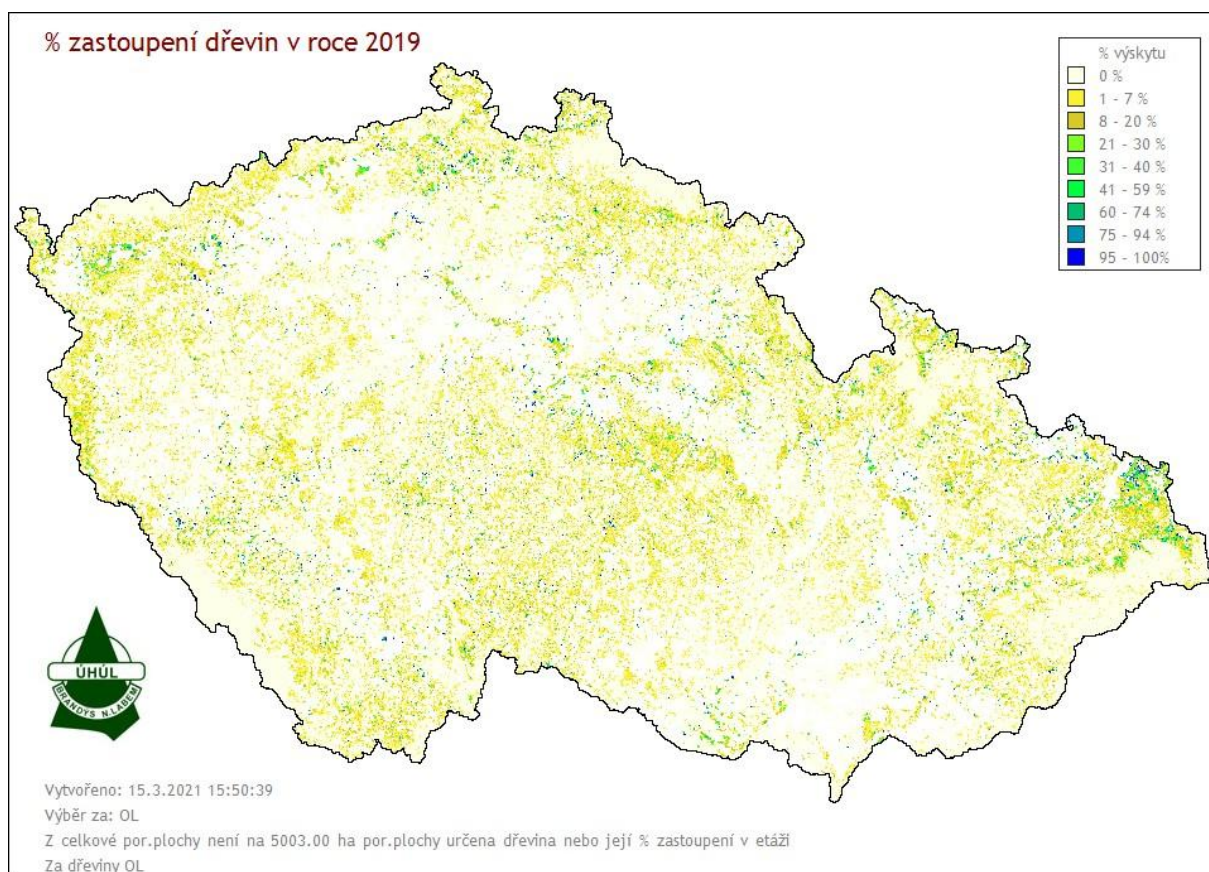 % zastoupení dřevin v roce 2019
% výskytu
0 %
1 - 7 %
8 - 20 %
21 - 30 %
31 - 40 %
41 - 59 %
60 - 74 %
75 - 94 %
95 - 100%
ÚHÚL
BRANDÝS N.LABEM
Vytvořeno: 15.3.2021 15:50:39
Výběr za: OL
Z celkové por.plochy není na 5003.00 ha por.plochy určena dřevina nebo její % zastoupení v etáži
Za dřeviny OL